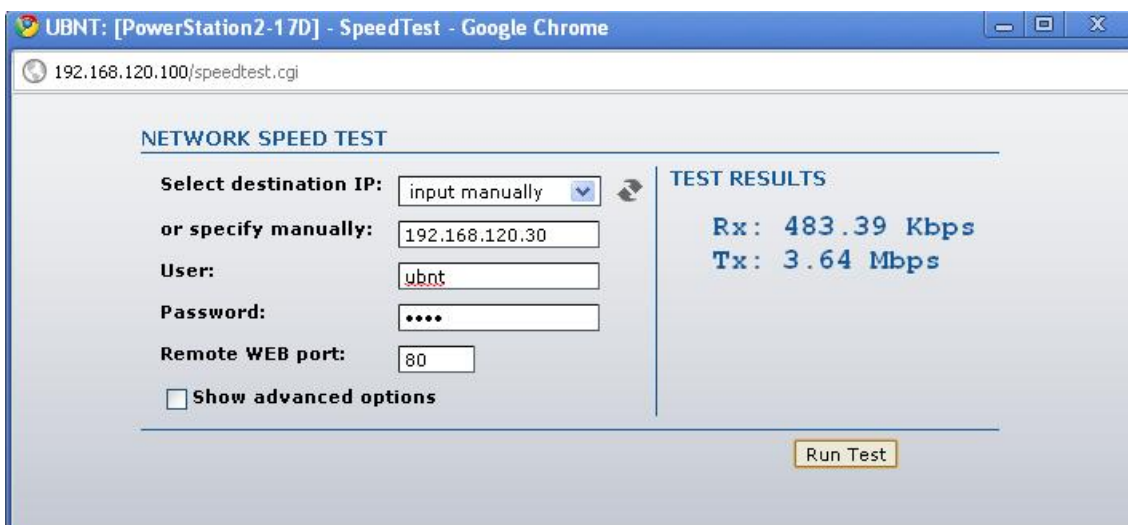 UBNT: [PowerStation2-17D] - SpeedTest - Google Chrome
192.168.120.100/speedtest.cgi
NETWORK SPEED TEST
Select destination IP: input manually
or specify manually: 192.168.120.30
User: ubnt
Password: ••••
Remote WEB port: 80
Show advanced options
TEST RESULTS
Rx: 483.39 Kbps
Tx: 3.64 Mbps
Run Test